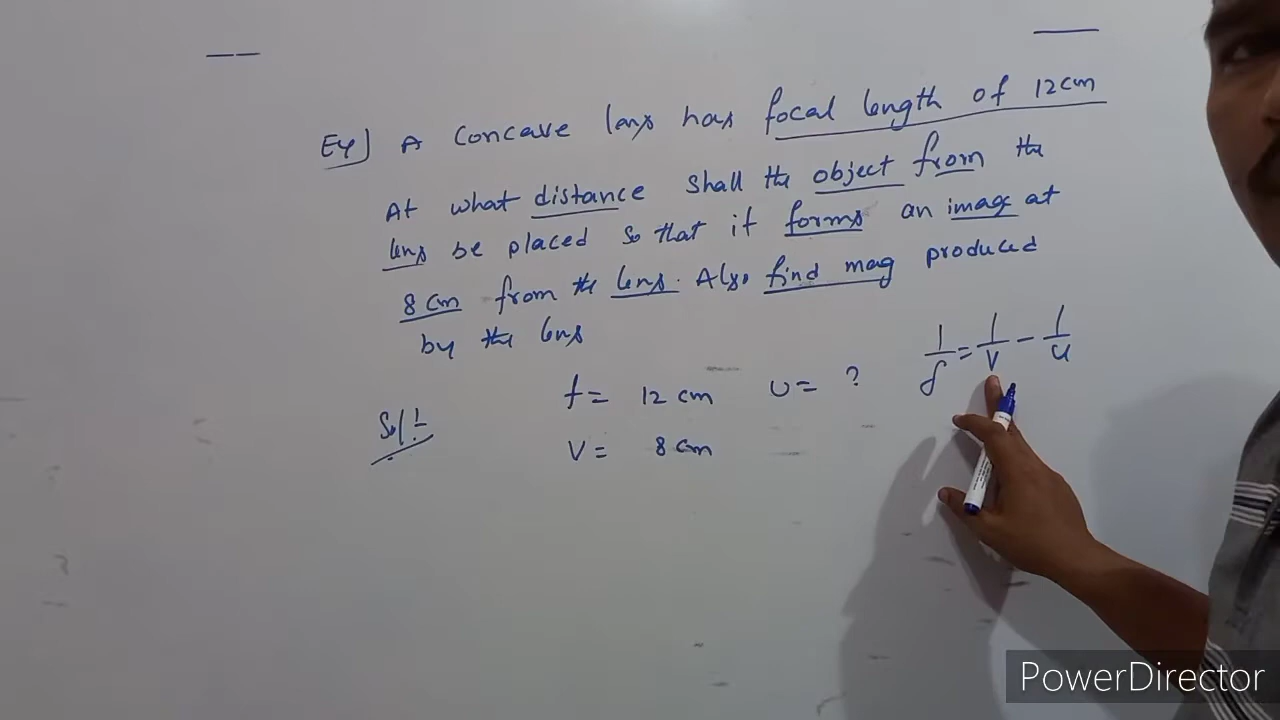 Ex] A concave lens has focal length of 12cm
At what distance shall the object from the
lens be placed so that it forms an image at
8 cm from the lens. Also find mag produced
by the lens
1/f = 1/v - 1/u
f = 12 cm u = ?
Sol!-
v = 8 cm
PowerDirector